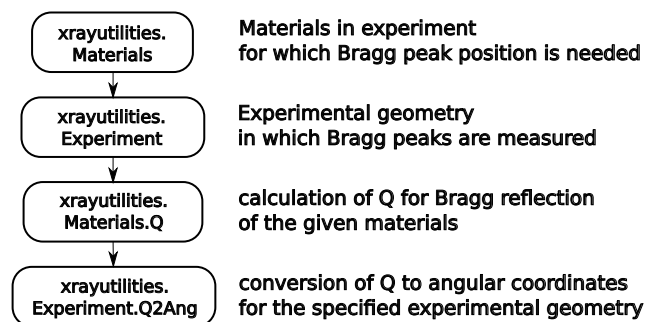 xrayutilities.
Materials
Materials in experiment
for which Bragg peak position is needed
xrayutilities.
Experiment
Experimental geometry
in which Bragg peaks are measured
xrayutilities.
Materials.Q
calculation of Q for Bragg reflection
of the given materials
xrayutilities.
Experiment.Q2Ang
conversion of Q to angular coordinates
for the specified experimental geometry